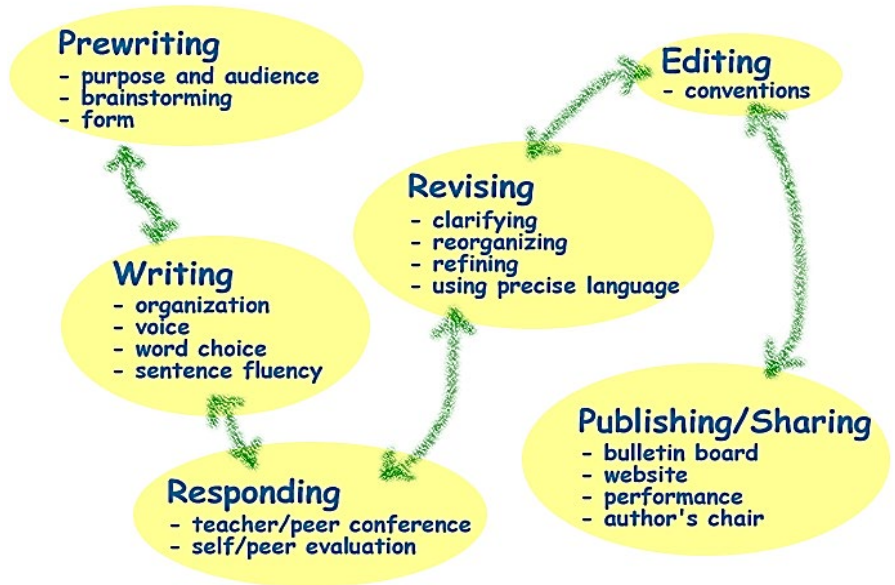 Prewriting
- purpose and audience
- brainstorming
- form
Writing
- organization
- voice
- word choice
- sentence fluency
Responding
- teacher/peer conference
- self/peer evaluation
Revising
- clarifying
- reorganizing
- refining
- using precise language
Editing
- conventions
Publishing/Sharing
- bulletin board
- website
- performance
- author's chair